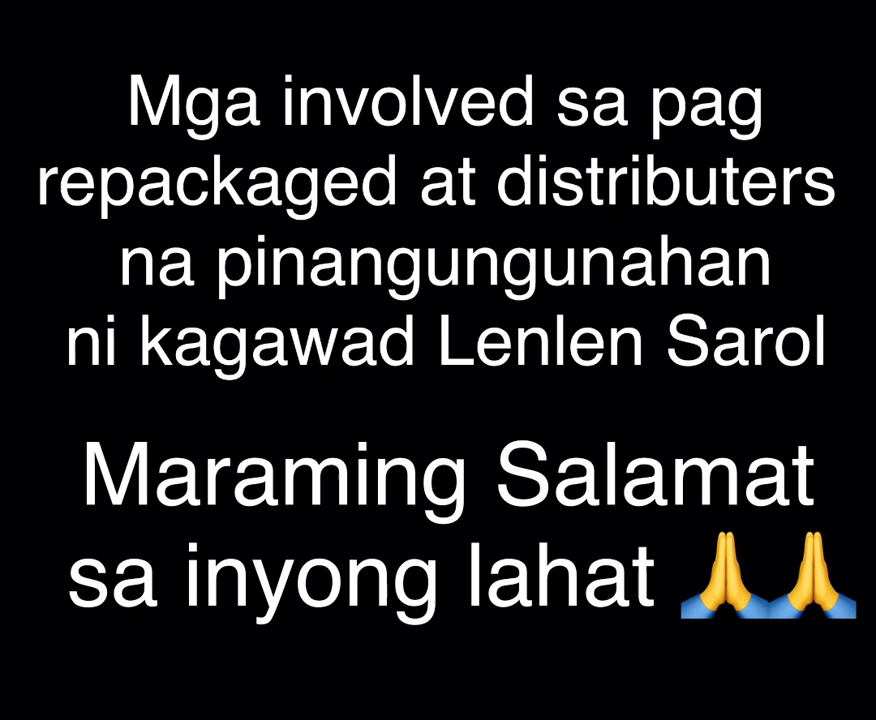 Mga involved sa pag
repackaged at distributers
na pinangungunahan
ni kagawad Lenlen Sarol
Maraming Salamat
sa inyong lahat 🙏🙏